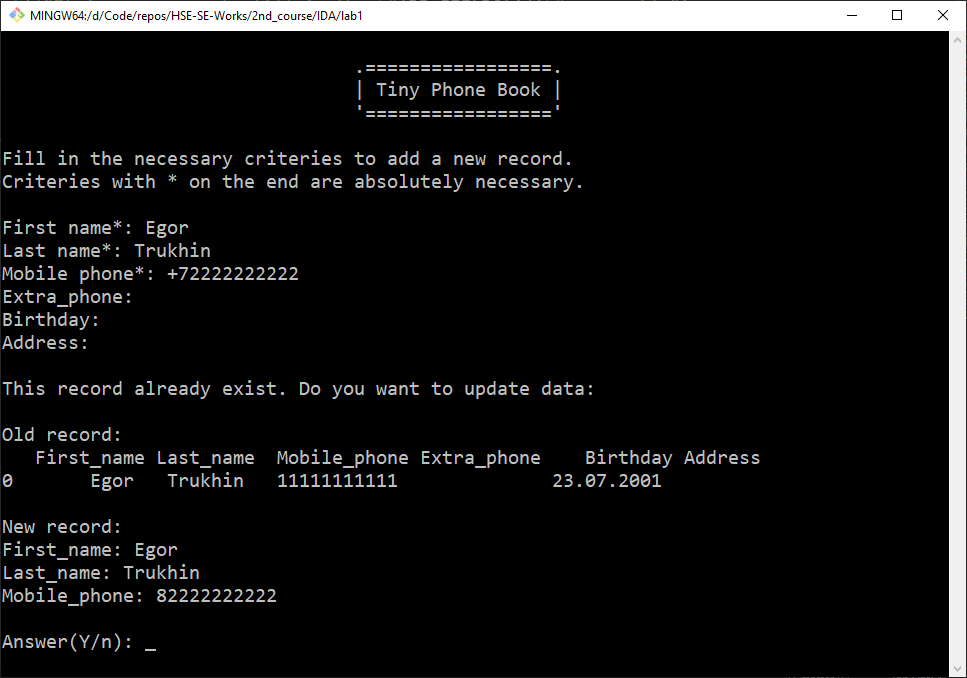 MINGW64:/d/Code/repos/HSE-SE-Works/2nd_course/IDA/lab1
.=================.
| Tiny Phone Book |
'================='
Fill in the necessary criteries to add a new record.
Criteries with * on the end are absolutely necessary.
First name*: Egor
Last name*: Trukhin
Mobile phone*: +72222222222
Extra_phone:
Birthday:
Address:
This record already exist. Do you want to update data:
Old record:
First_name Last_name Mobile_phone Extra_phone Birthday Address
0 Egor Trukhin 11111111111 23.07.2001
New record:
First_name: Egor
Last_name: Trukhin
Mobile_phone: 82222222222
Answer(Y/n): _